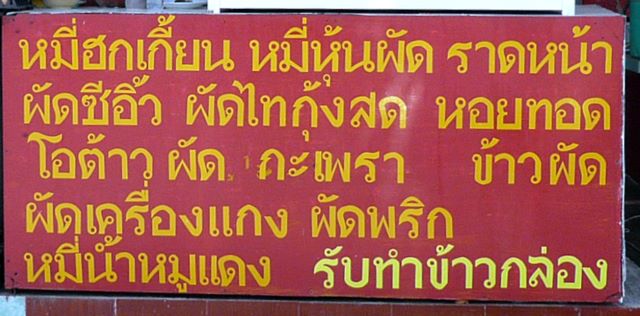 หมี่ฮกเกี้ยน หมี่หุ้นผัด ราดหน้า
ผัดซีอิ้ว ผัดไทกุ้งสด หอยทอด
โอต้าว ผัด กะเพรา ข้าวผัด
ผัดเครื่องแกง ผัดพริก
หมี่น้ำหมูแดง รับทำข้าวกล่อง